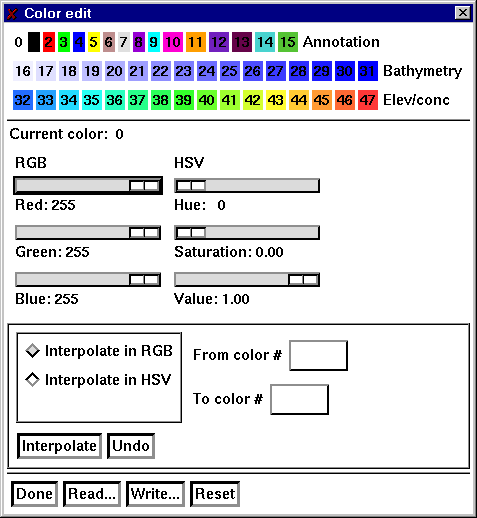 Color edit
0 1 2 3 4 5 6 7 8 9 10 11 12 13 14 15 Annotation
16 17 18 19 20 21 22 23 24 25 26 27 28 29 30 31 Bathymetry
32 33 34 35 36 37 38 39 40 41 42 43 44 45 46 47 Elev/conc
Current color: 0
RGB HSV
Red: 255 Hue: 0
Green: 255 Saturation: 0.00
Blue: 255 Value: 1.00
Interpolate in RGB From color #
Interpolate in HSV
To color #
Interpolate Undo
Done Read... Write... Reset